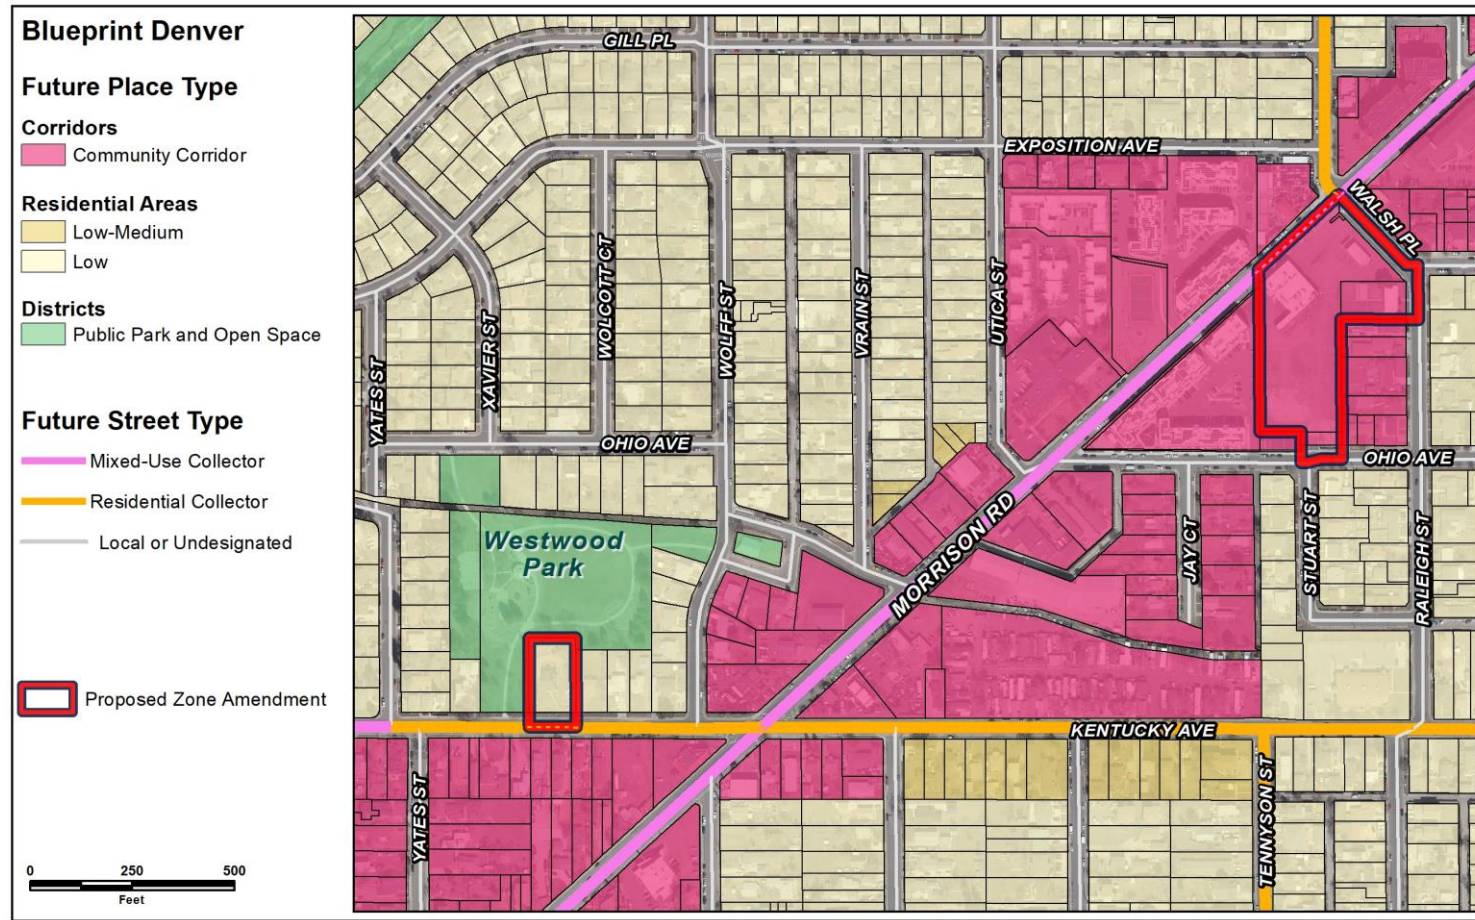 Blueprint Denver
Future Place Type
Corridors
Community Corridor
Residential Areas
Low-Medium
Low
Districts
Public Park and Open Space
Future Street Type
Mixed-Use Collector
Residential Collector
Local or Undesignated
Proposed Zone Amendment
0 250 500
Feet
GILL PL
EXPOSITION AVE
WALSH PL
WOLCOTT CT
WOLFF ST
VRAIN ST
UTICA ST
XAVIER ST
YATES ST
OHIO AVE
OHIO AVE
Westwood
Park
MORRISON RD
JAY CT
STUART ST
RALEIGH ST
KENTUCKY AVE
YATES ST
TENNYSON ST